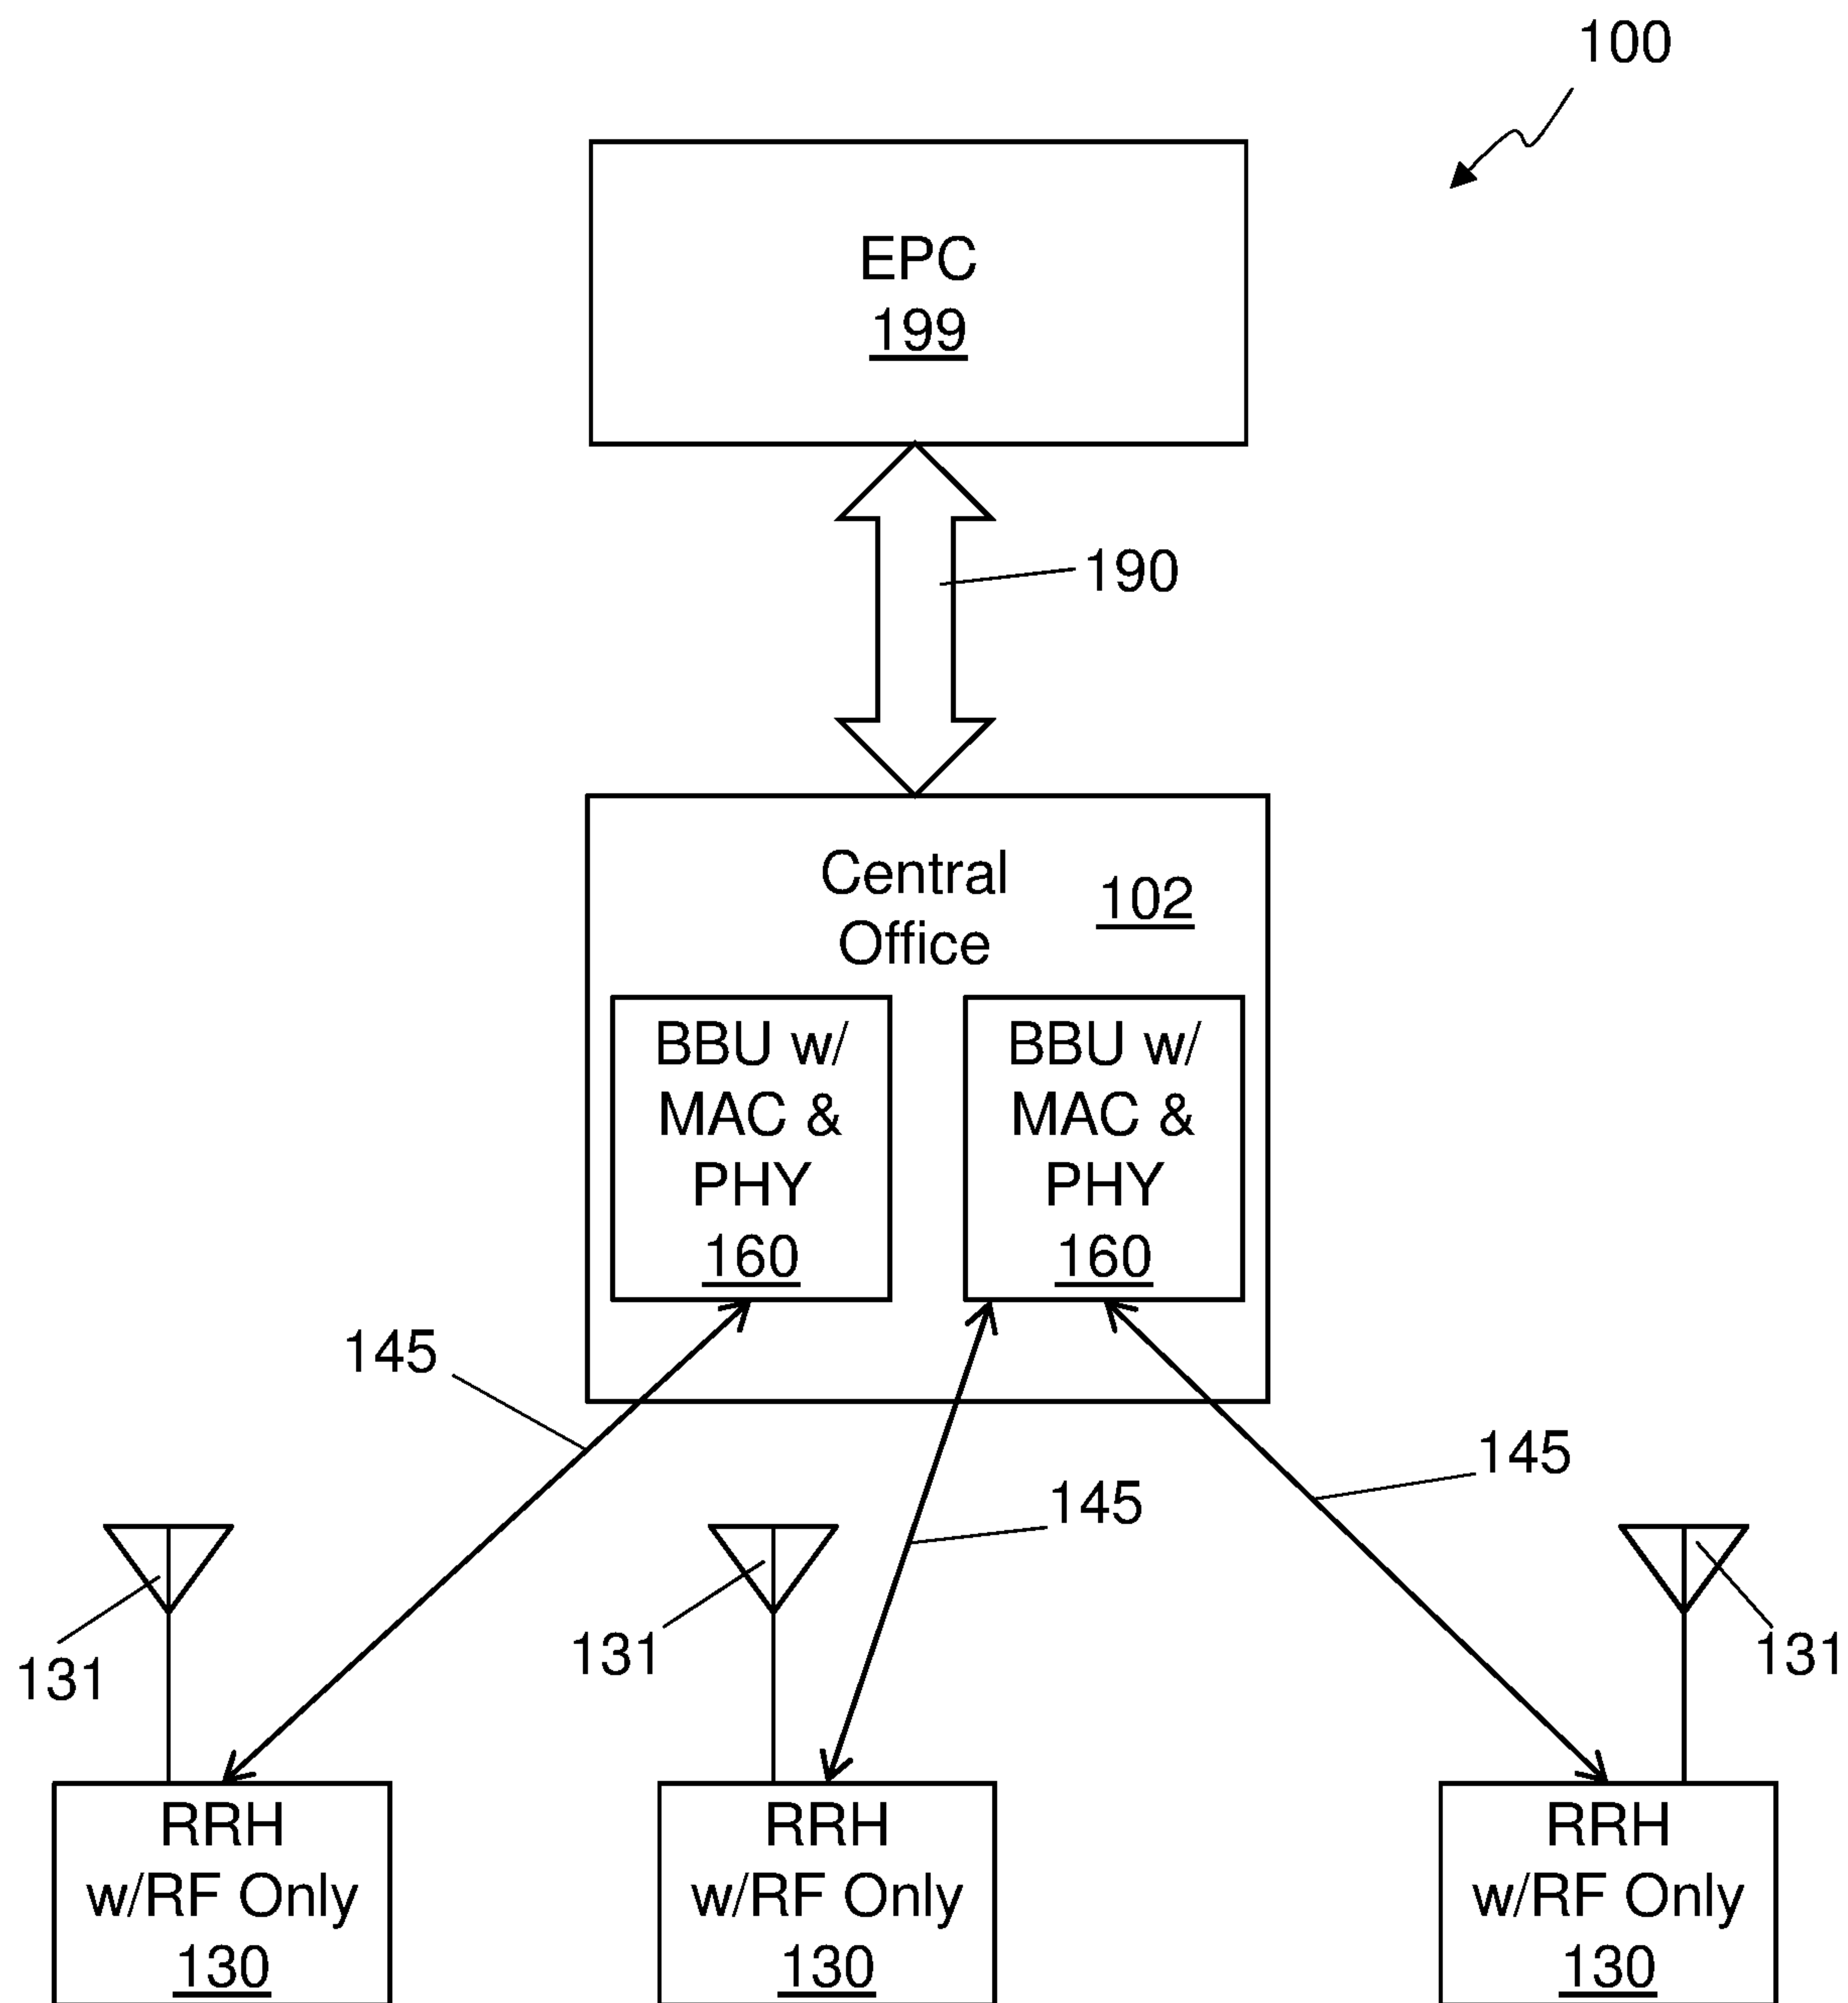 100
EPC
199
190
Central
Office
102
BBU w/
MAC &
PHY
160
BBU w/
MAC &
PHY
160
145
145
145
131
131
131
RRH
w/RF Only
130
RRH
w/RF Only
130
RRH
w/RF Only
130